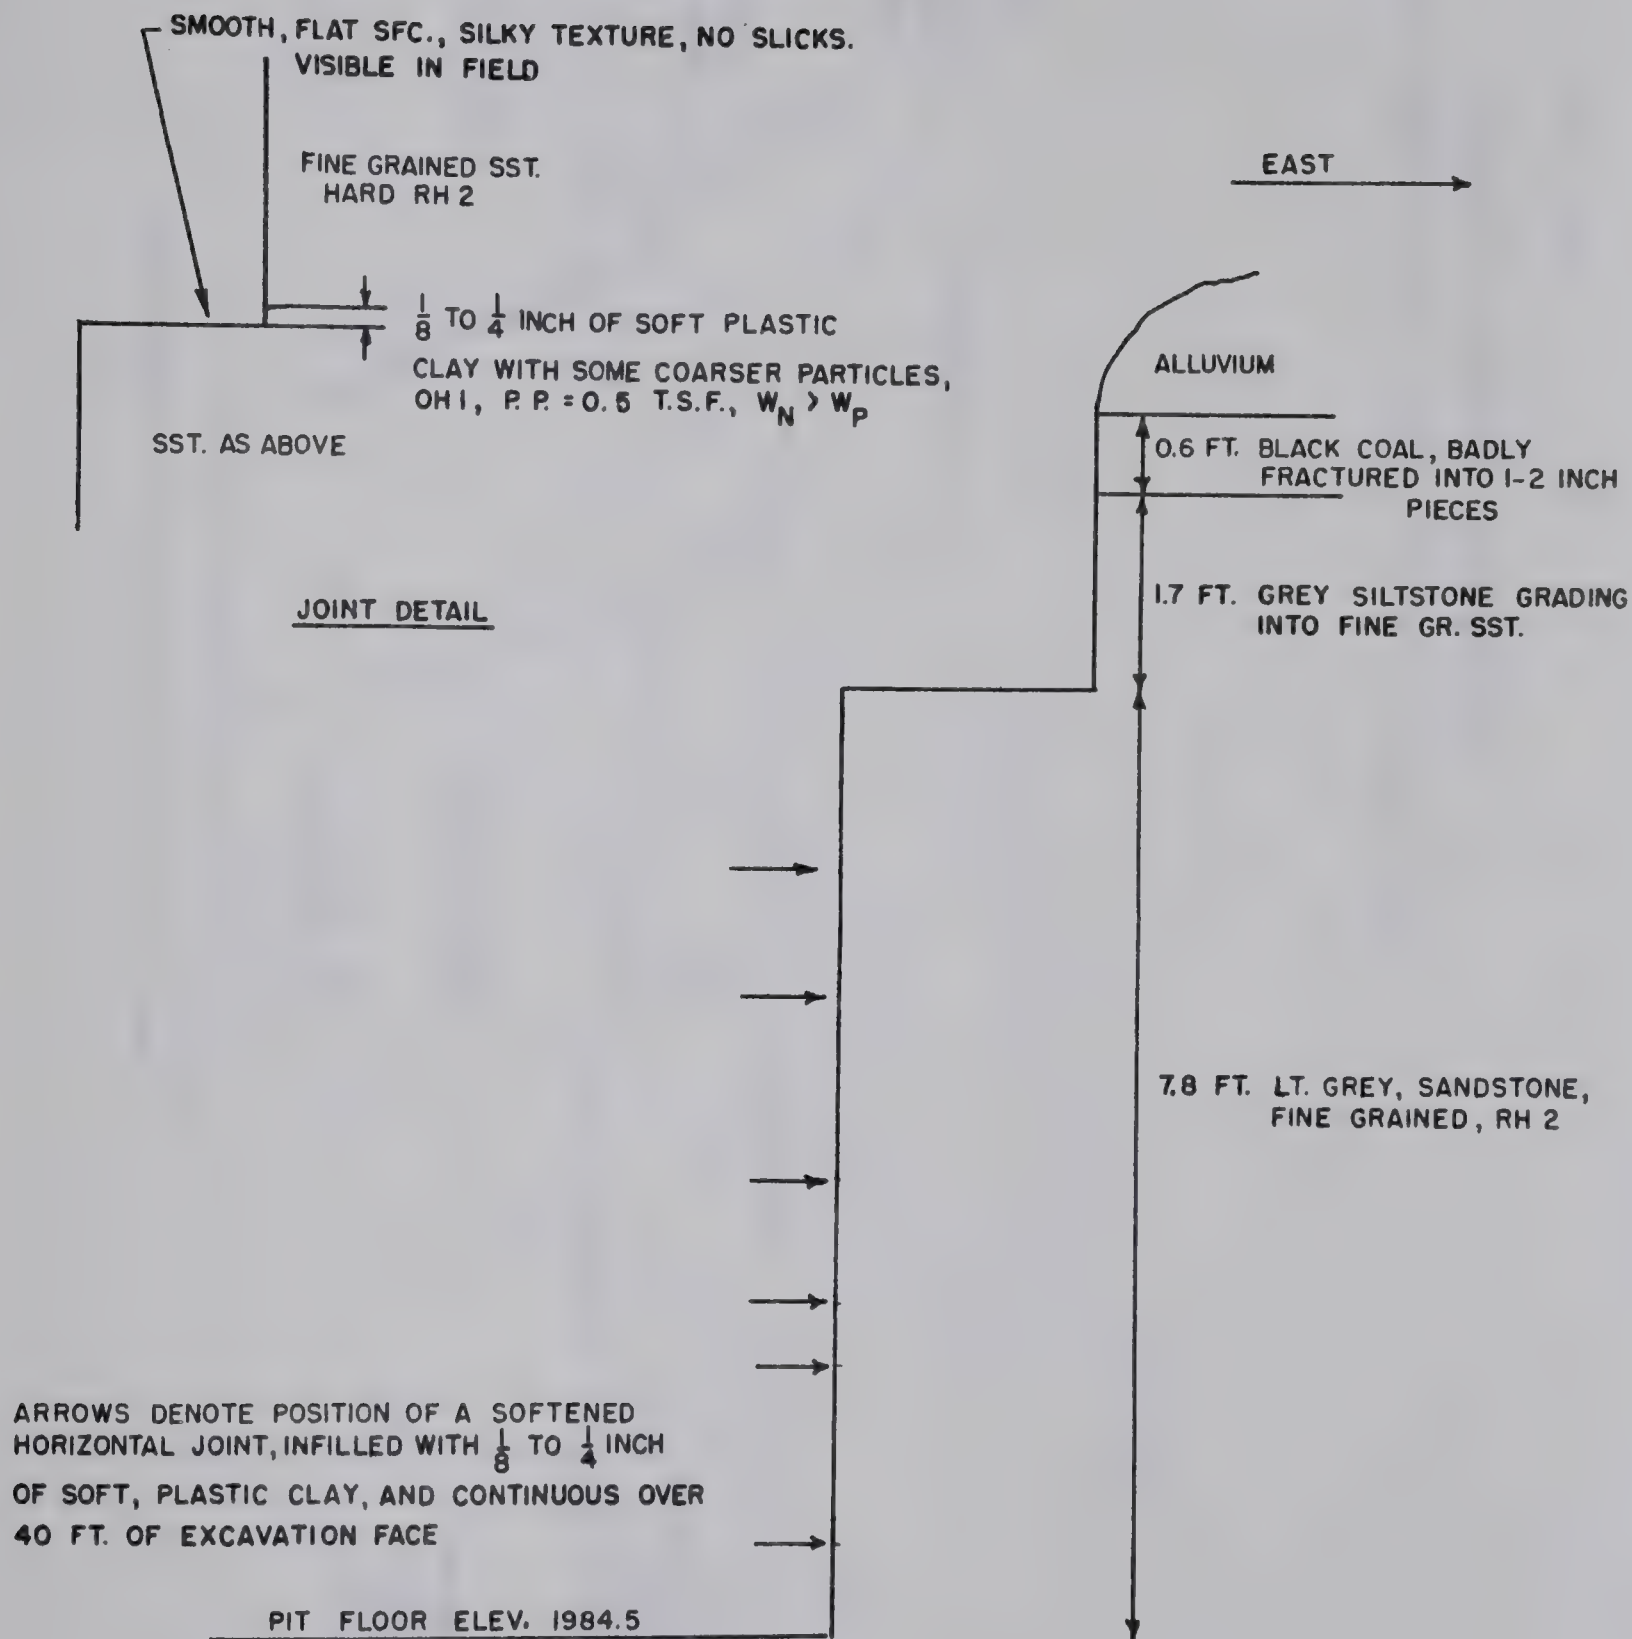 SMOOTH, FLAT SFC., SILKY TEXTURE, NO SLICKS.
VISIBLE IN FIELD
FINE GRAINED SST.
HARD RH 2
EAST
1/8 TO 1/4 INCH OF SOFT PLASTIC
CLAY WITH SOME COARSER PARTICLES,
OH 1, P. P. = 0.5 T.S.F., W_N > W_P
SST. AS ABOVE
JOINT DETAIL
ALLUVIUM
0.6 FT. BLACK COAL, BADLY
FRACTURED INTO 1-2 INCH
PIECES
1.7 FT. GREY SILTSTONE GRADING
INTO FINE GR. SST.
7.8 FT. LT. GREY, SANDSTONE,
FINE GRAINED, RH 2
ARROWS DENOTE POSITION OF A SOFTENED
HORIZONTAL JOINT, INFILLED WITH 1/8 TO 1/4 INCH
OF SOFT, PLASTIC CLAY, AND CONTINUOUS OVER
40 FT. OF EXCAVATION FACE
PIT FLOOR ELEV. 1984.5